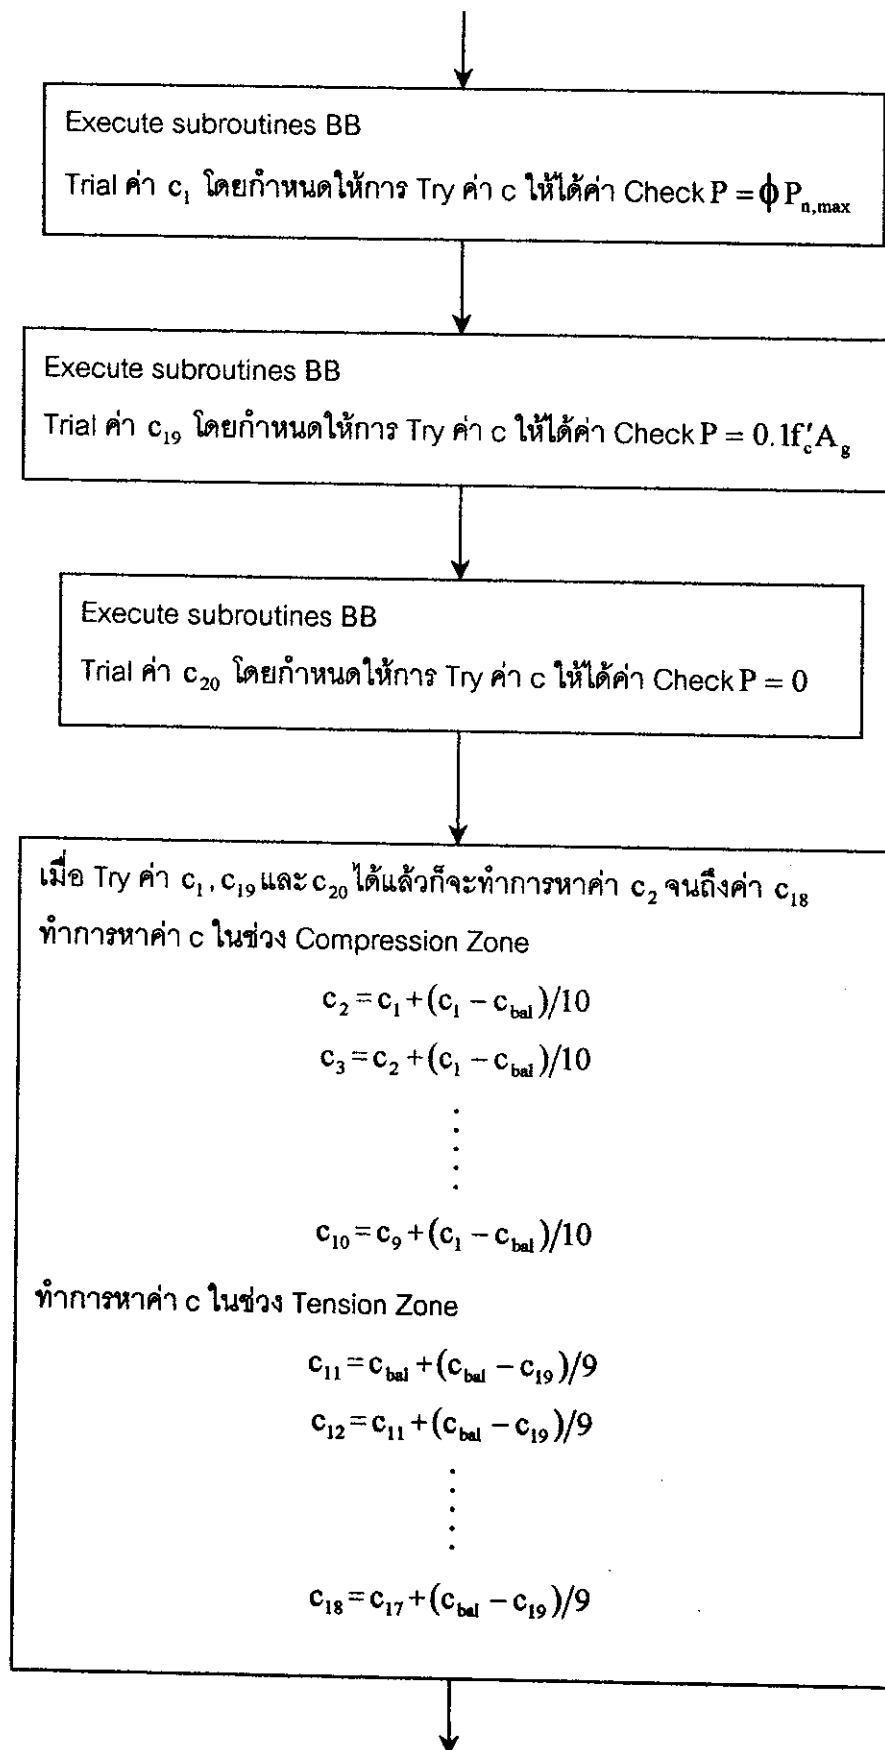 Execute subroutines BB
Trial ค่า c₁ โดยกำหนดให้การ Try ค่า c ให้ได้ค่า Check P = ϕ Pₙ,ₘₐₓ
Execute subroutines BB
Trial ค่า c₁₉ โดยกำหนดให้การ Try ค่า c ให้ได้ค่า Check P = 0.1f′_c A_g
Execute subroutines BB
Trial ค่า c₂₀ โดยกำหนดให้การ Try ค่า c ให้ได้ค่า Check P = 0
เมื่อ Try ค่า c₁, c₁₉ และ c₂₀ ได้แล้วก็จะทำการหาค่า c₂ จนถึงค่า c₁₈
ทำการหาค่า c ในช่วง Compression Zone
c₂ = c₁ + (c₁ − c_bal)/10
c₃ = c₂ + (c₁ − c_bal)/10
c₁₀ = c₉ + (c₁ − c_bal)/10
ทำการหาค่า c ในช่วง Tension Zone
c₁₁ = c_bal + (c_bal − c₁₉)/9
c₁₂ = c₁₁ + (c_bal − c₁₉)/9
c₁₈ = c₁₇ + (c_bal − c₁₉)/9